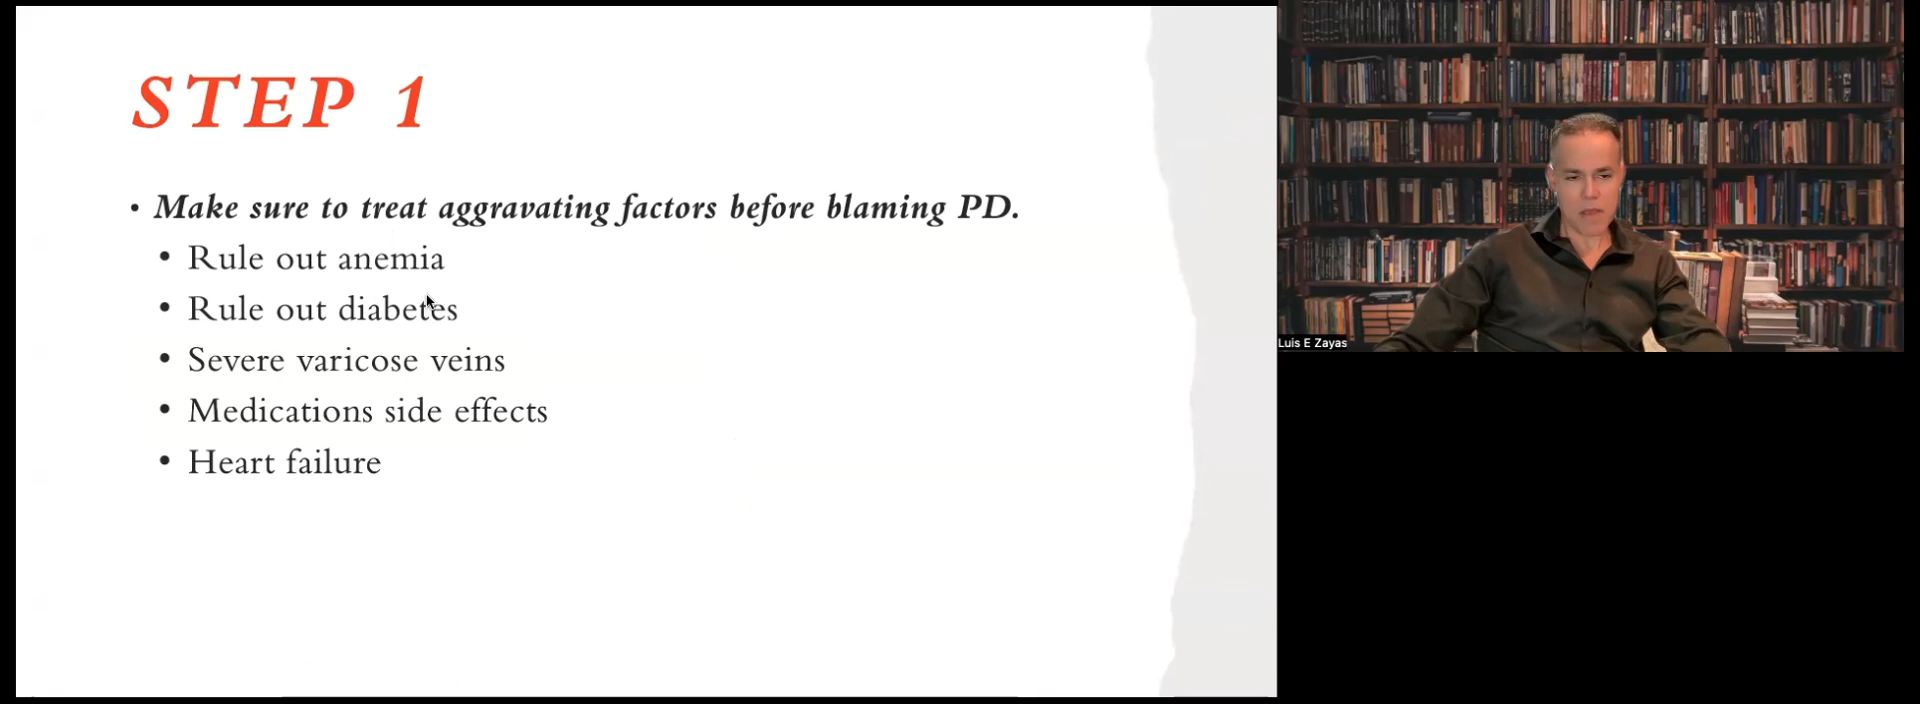 STEP 1
• Make sure to treat aggravating factors before blaming PD.
• Rule out anemia
• Rule out diabetes
• Severe varicose veins
• Medications side effects
• Heart failure
Luis E Zayas